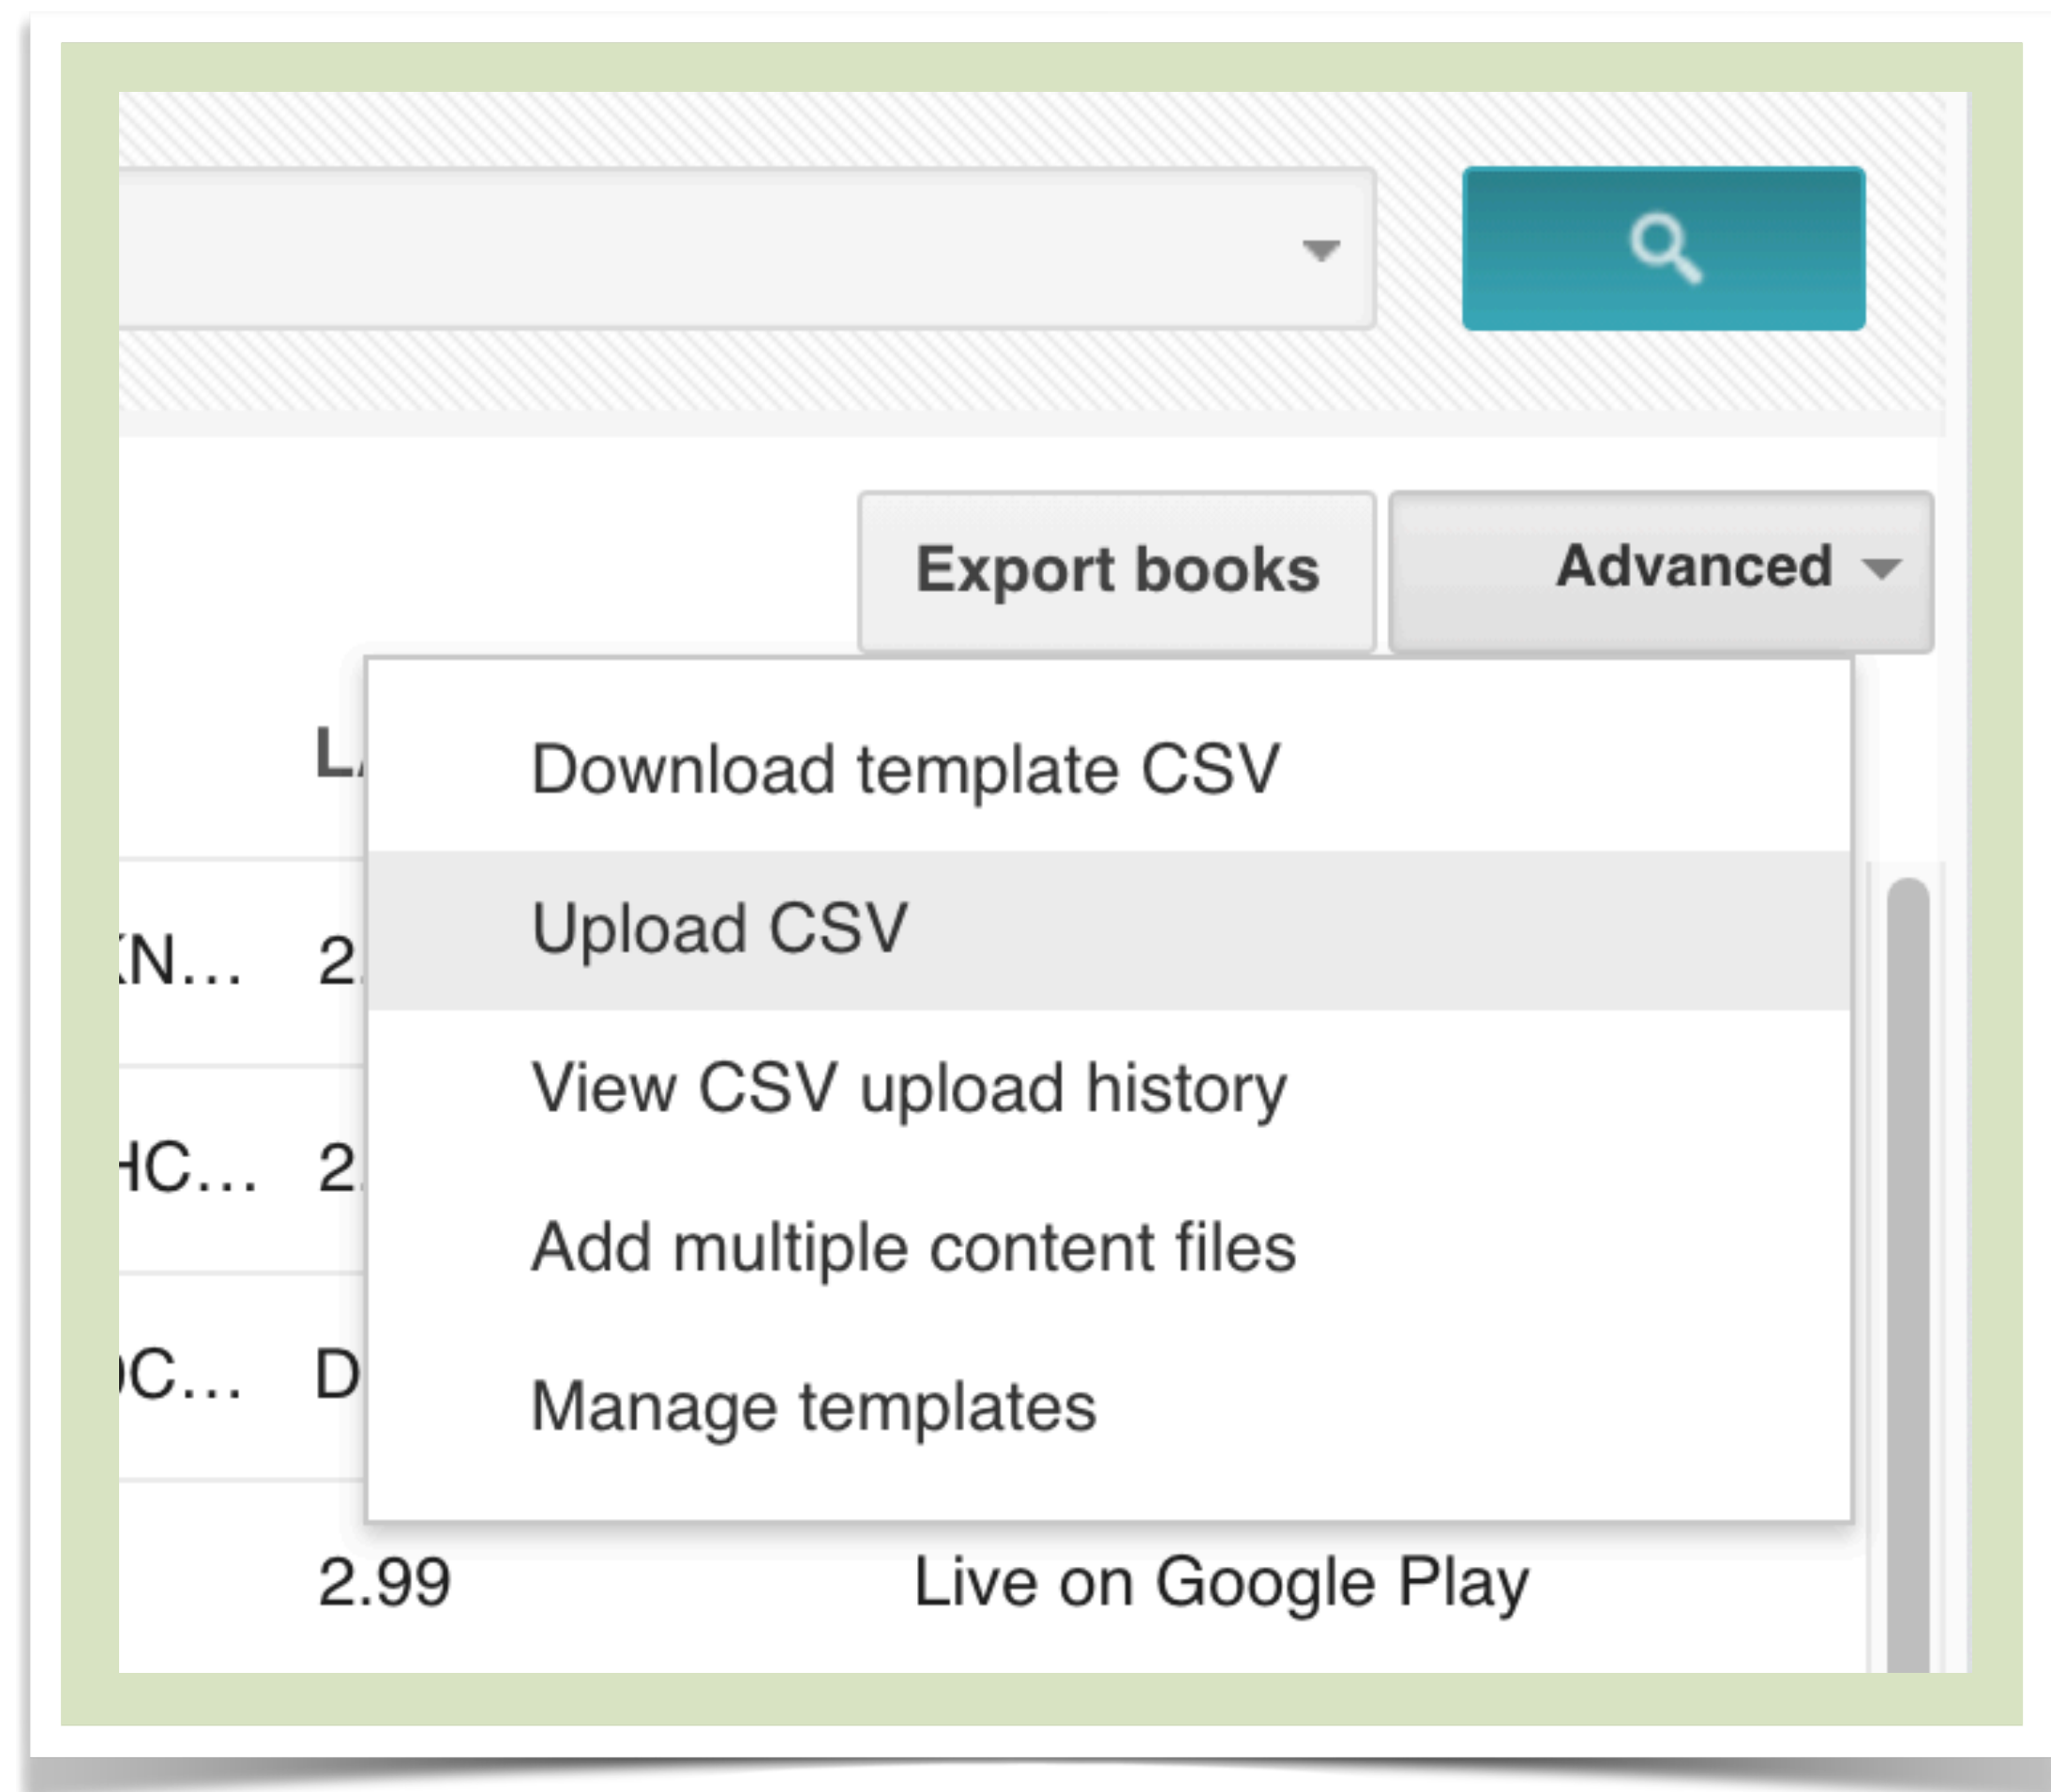 Export books Advanced
Download template CSV
Upload CSV
View CSV upload history
Add multiple content files
Manage templates
2.99 Live on Google Play